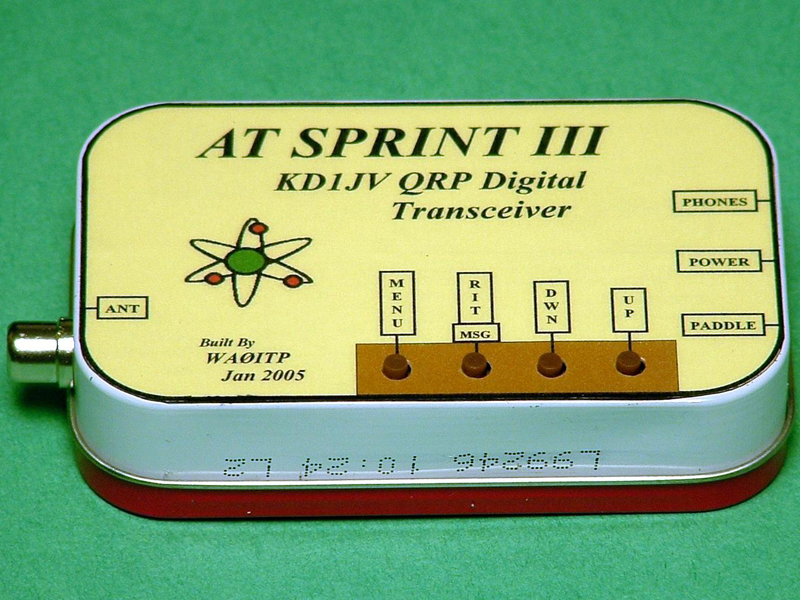 AT SPRINT III
KD1JV QRP Digital
Transceiver
PHONES
POWER
PADDLE
ANT
MENU
RIT
MSG
DWN
UP
Built By
WAØITP
Jan 2005